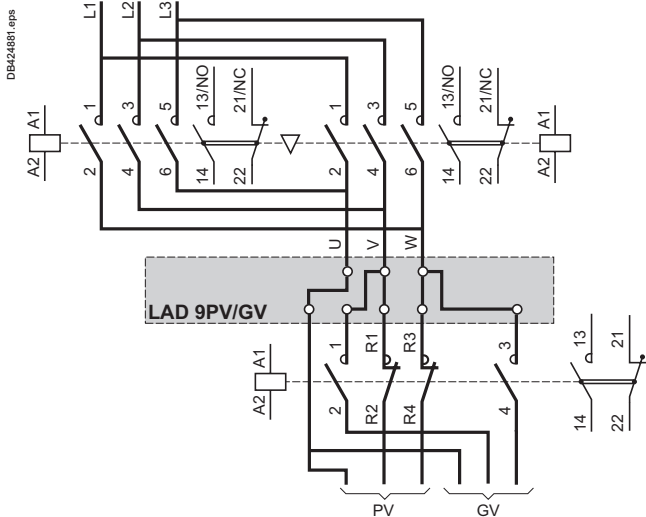 DB424881.eps
L1 L2 L3
A1 1 3 5 13/NO 21/NC 1 3 5 13/NO 21/NC A1
A2 2 4 6 14 22 2 4 6 14 22 A2
U V W
LAD 9PV/GV
A1 1 R1 R3 3 13 21
A2 2 R2 R4 4 14 22
PV GV